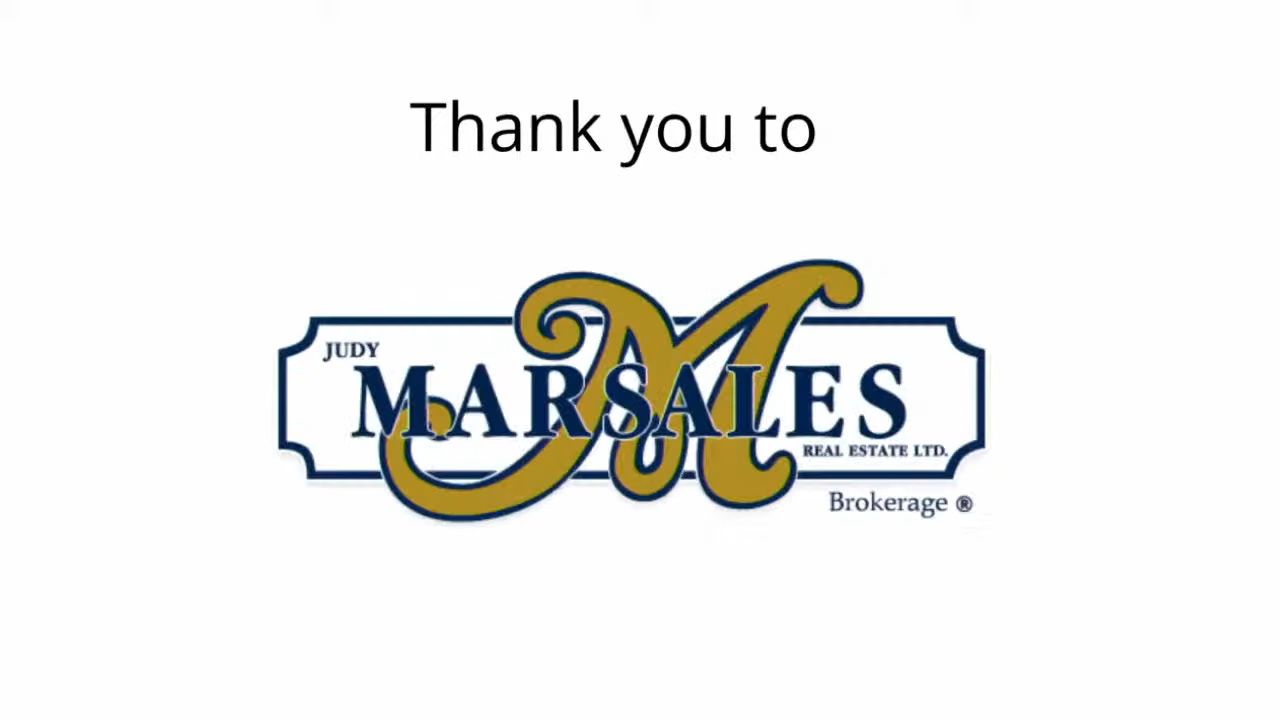 Thank you to
M
JUDY
MARSALES
REAL ESTATE LTD.
Brokerage ®